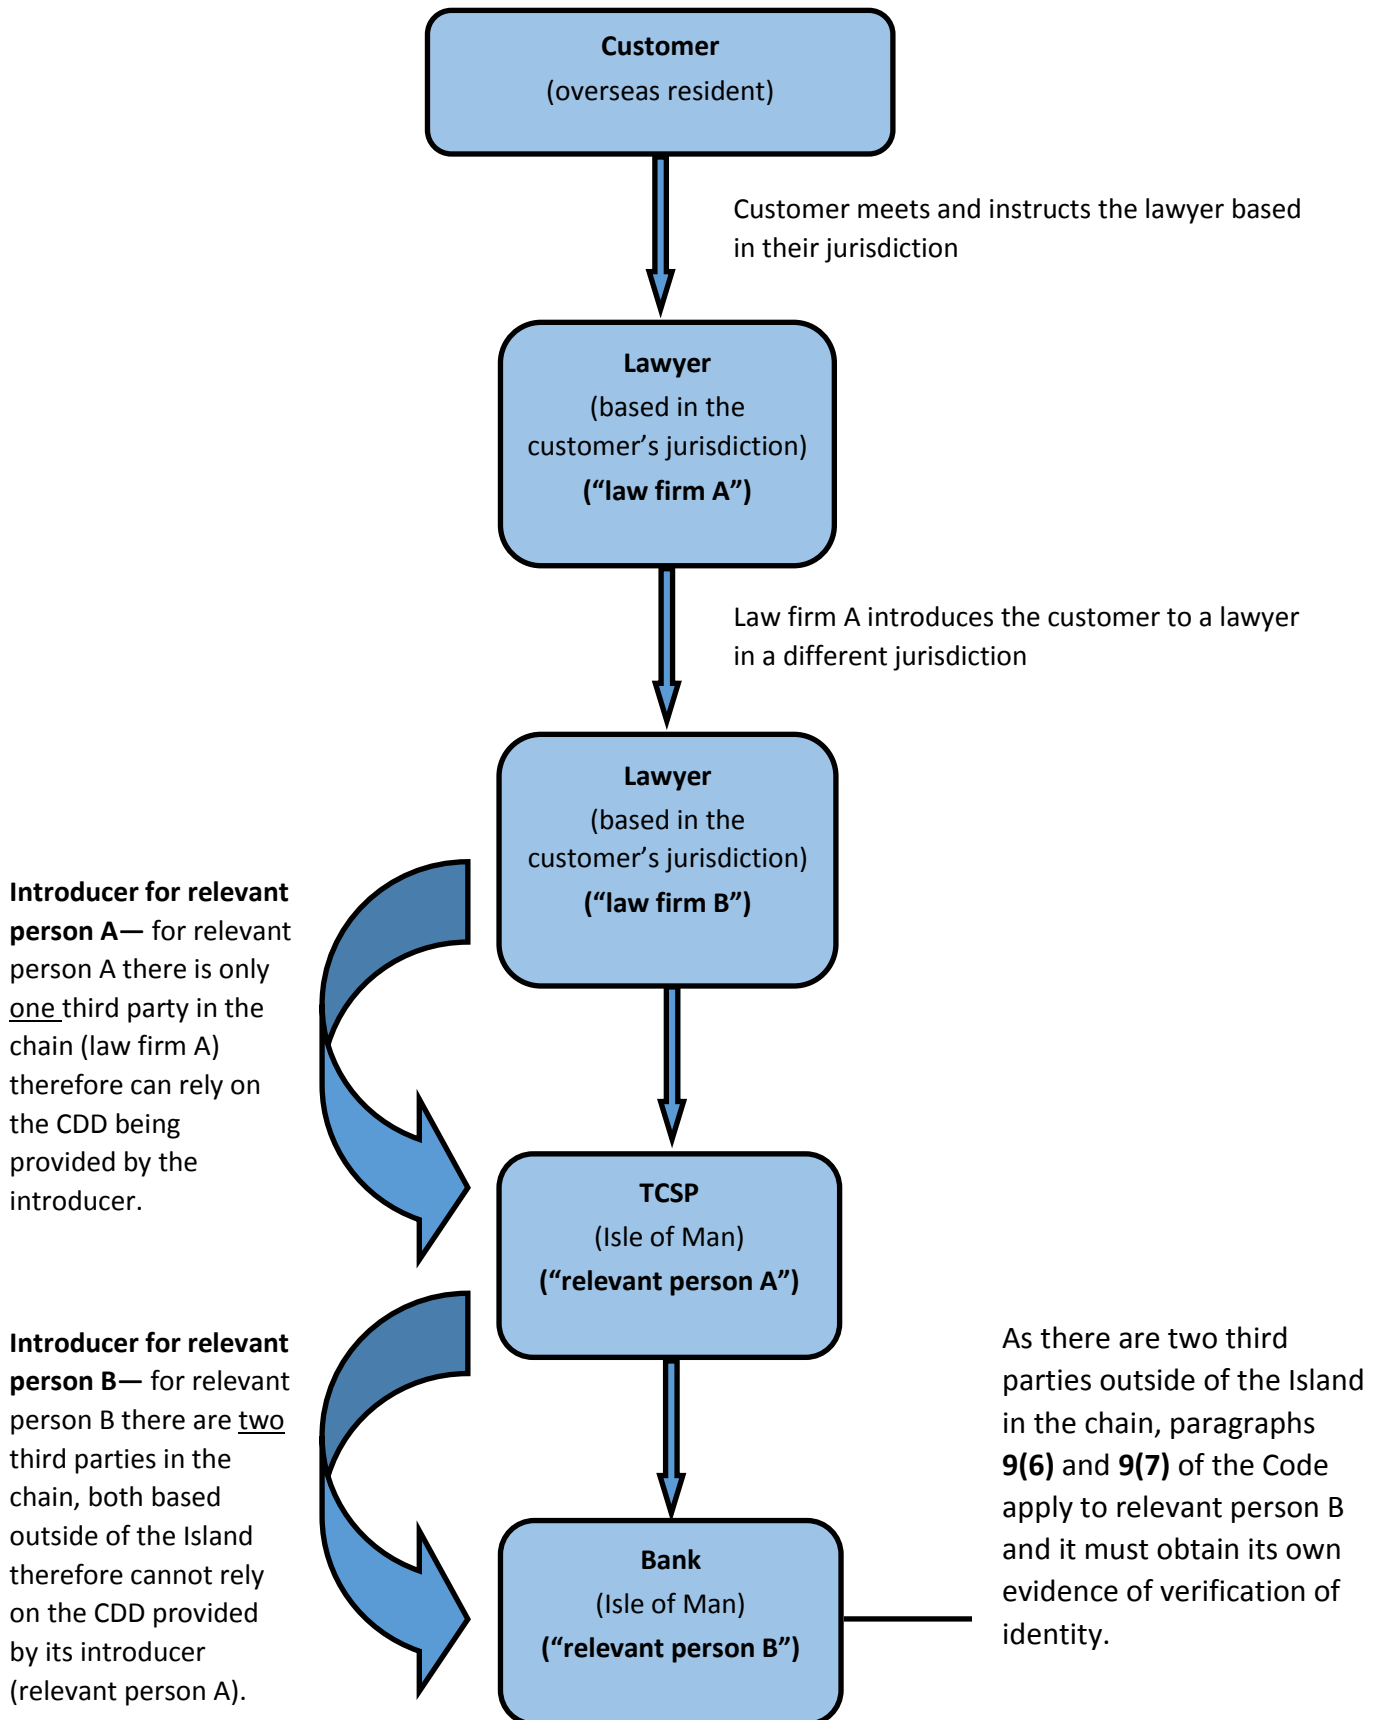 Customer
(overseas resident)
Customer meets and instructs the lawyer based
in their jurisdiction
Lawyer
(based in the
customer’s jurisdiction)
(“law firm A”)
Law firm A introduces the customer to a lawyer
in a different jurisdiction
Lawyer
(based in the
customer’s jurisdiction)
(“law firm B”)
Introducer for relevant
person A— for relevant
person A there is only
one third party in the
chain (law firm A)
therefore can rely on
the CDD being
provided by the
introducer.
TCSP
(Isle of Man)
(“relevant person A”)
Introducer for relevant
person B— for relevant
person B there are two
third parties in the
chain, both based
outside of the Island
therefore cannot rely
on the CDD provided
by its introducer
(relevant person A).
Bank
(Isle of Man)
(“relevant person B”)
As there are two third
parties outside of the Island
in the chain, paragraphs
9(6) and 9(7) of the Code
apply to relevant person B
and it must obtain its own
evidence of verification of
identity.